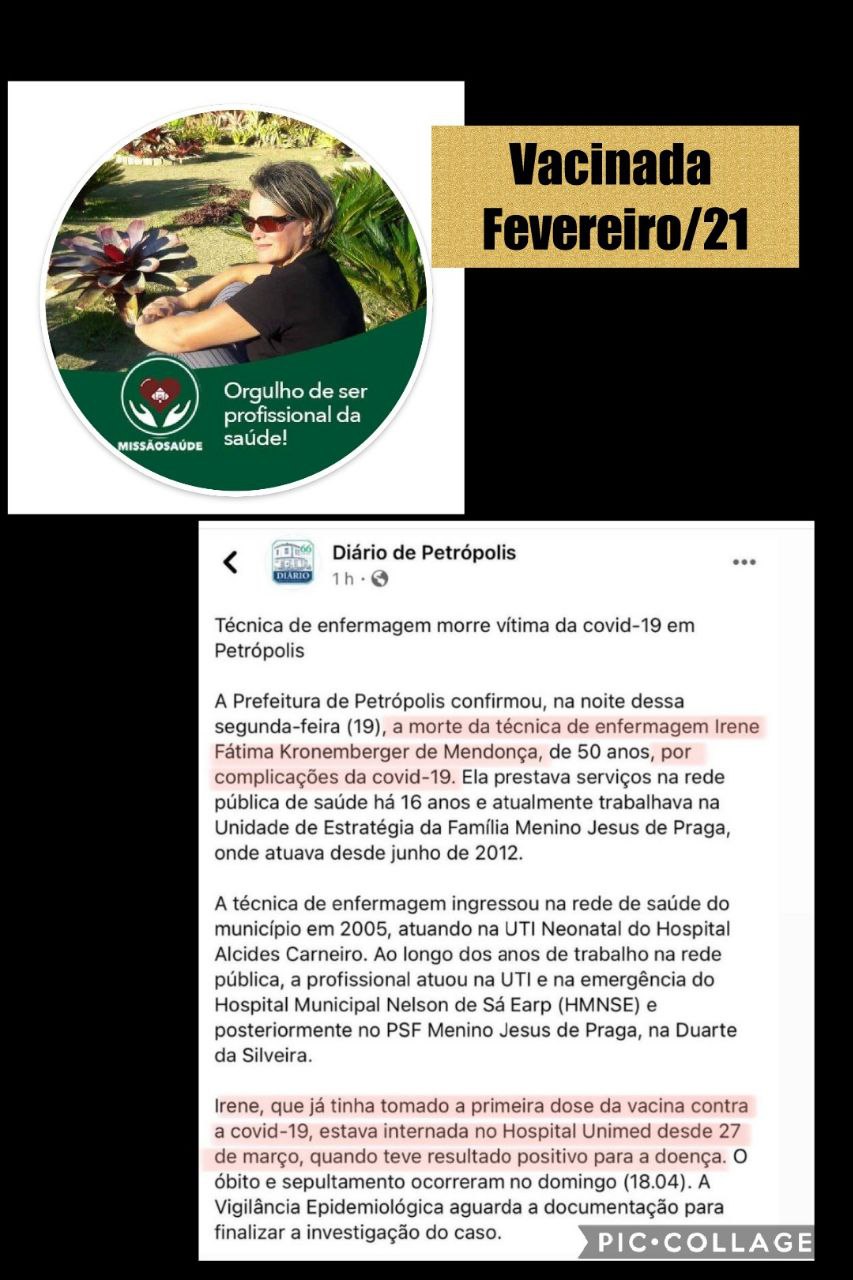 Vacinada
Fevereiro/21
Orgulho de ser
profissional da
saúde!
MISSÃOSAÚDE
66
DIÁRIO
Diário de Petrópolis
1 h ·
Técnica de enfermagem morre vítima da covid-19 em
Petrópolis
A Prefeitura de Petrópolis confirmou, na noite dessa
segunda-feira (19), a morte da técnica de enfermagem Irene
Fátima Kronemberger de Mendonça, de 50 anos, por
complicações da covid-19. Ela prestava serviços na rede
pública de saúde há 16 anos e atualmente trabalhava na
Unidade de Estratégia da Família Menino Jesus de Praga,
onde atuava desde junho de 2012.
A técnica de enfermagem ingressou na rede de saúde do
município em 2005, atuando na UTI Neonatal do Hospital
Alcides Carneiro. Ao longo dos anos de trabalho na rede
pública, a profissional atuou na UTI e na emergência do
Hospital Municipal Nelson de Sá Earp (HMNSE) e
posteriormente no PSF Menino Jesus de Praga, na Duarte
da Silveira.
Irene, que já tinha tomado a primeira dose da vacina contra
a covid-19, estava internada no Hospital Unimed desde 27
de março, quando teve resultado positivo para a doença. O
óbito e sepultamento ocorreram no domingo (18.04). A
Vigilância Epidemiológica aguarda a documentação para
finalizar a investigação do caso.
PIC•COLLAGE